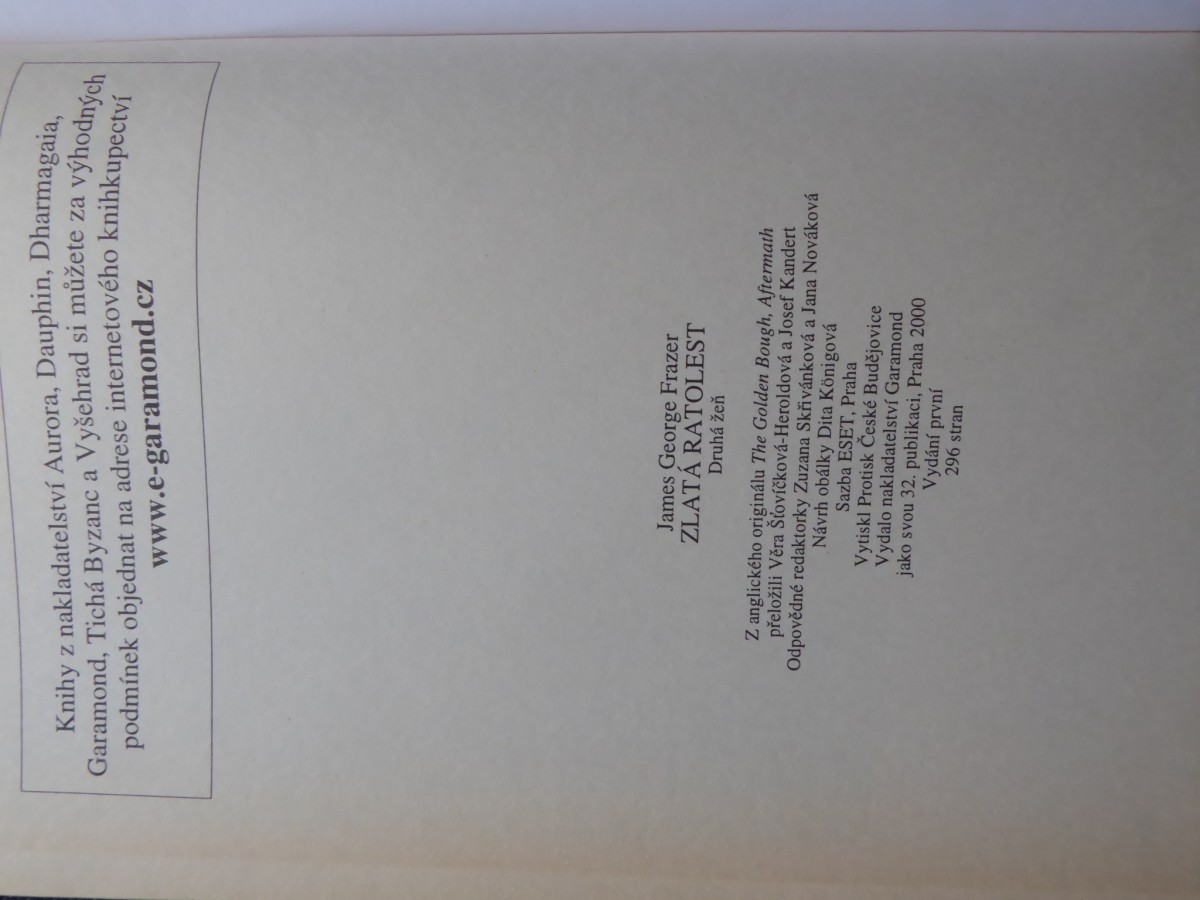 Knihy z nakladatelství Aurora, Dauphin, Dharmagaia,
Garamond, Tichá Byzanc a Vyšehrad si můžete za výhodných
podmínek objednat na adrese internetového knihkupectví
www.e-garamond.cz
James George Frazer
ZLATÁ RATOLEST
Druhá žeň
Z anglického originálu The Golden Bough, Aftermath
přeložili Věra Šťovíčková-Heroldová a Josef Kandert
Odpovědné redaktorky Zuzana Skřivánková a Jana Nováková
Návrh obálky Dita Königová
Sazba ESET, Praha
Vytiskl Protisk České Budějovice
Vydalo nakladatelství Garamond
jako svou 32. publikaci, Praha 2000
Vydání první
296 stran